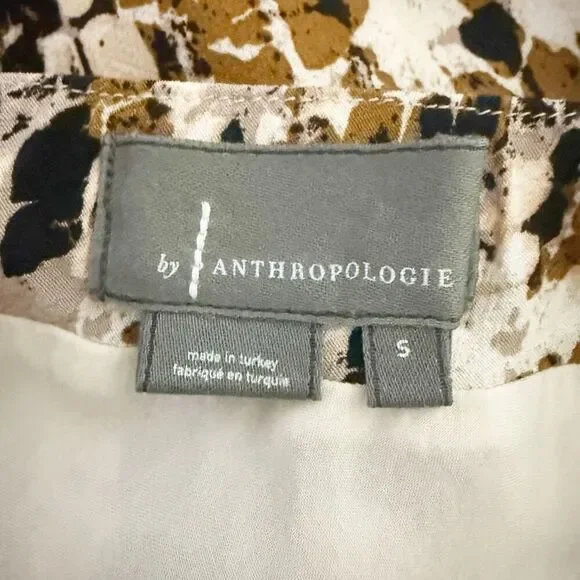 by ANTHROPOLOGIE
made in turkey
fabriqué en turquie
S